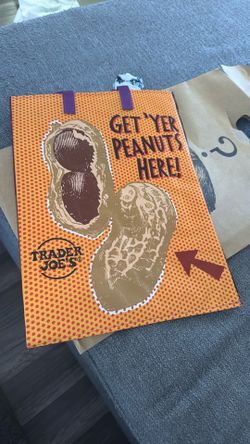 GET 'YER
PEANUTS
HERE!
TRADER
JOE'S
?